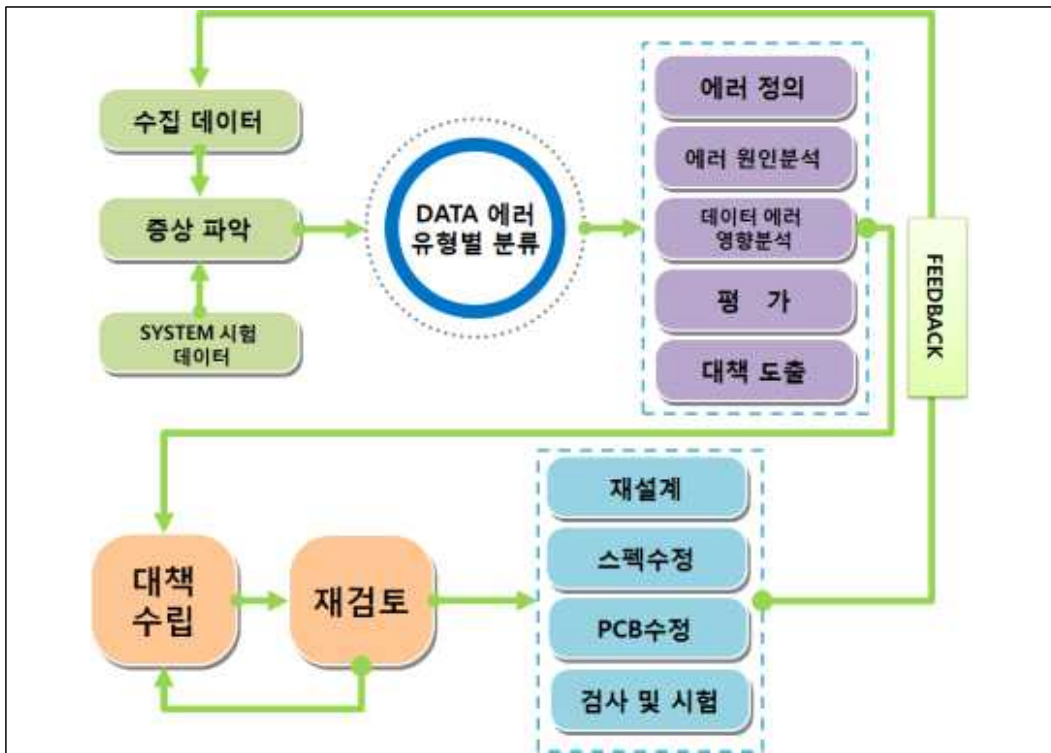 수집 데이터
증상 파악
SYSTEM 시험
데이터
DATA 에러
유형별 분류
에러 정의
에러 원인분석
데이터 에러
영향분석
평 가
대책 도출
FEEDBACK
대책
수립
재검토
재설계
스펙수정
PCB수정
검사 및 시험